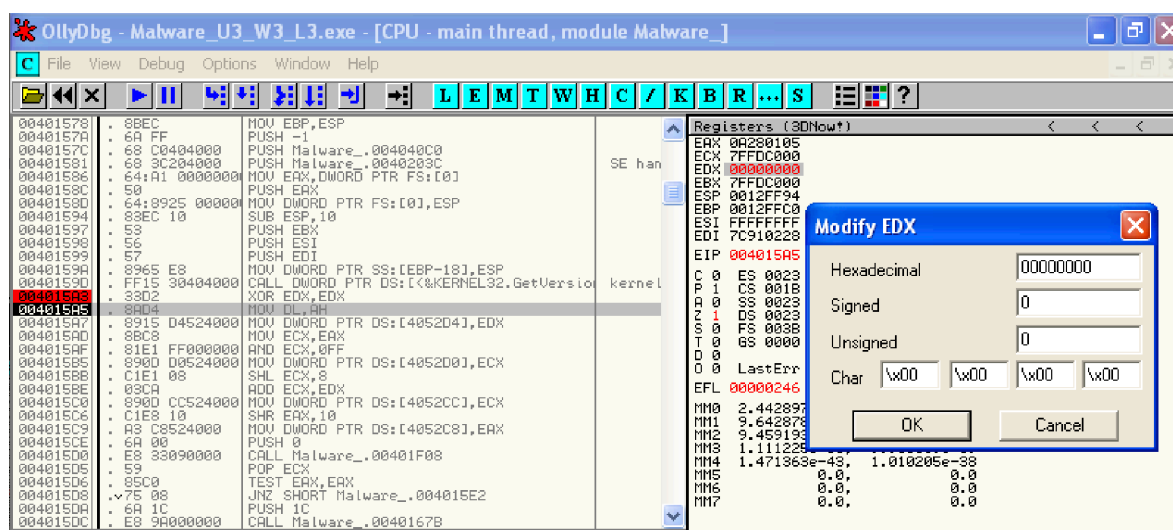 OllyDbg - Malware_U3_W3_L3.exe - [CPU - main thread, module Malware_]
C File View Debug Options Window Help
L E M T W H C / K B R ... S ?
00401578 . 8BEC MOV EBP,ESP
0040157A . 6A FF PUSH -1
0040157C . 68 C0404000 PUSH Malware_.004040C0
00401581 . 68 3C204000 PUSH Malware_.0040203C SE han
00401586 . 64:A1 0000000 MOV EAX,DWORD PTR FS:[0]
0040158C . 50 PUSH EAX
0040158D . 64:8925 00000 MOV DWORD PTR FS:[0],ESP
00401594 . 83EC 10 SUB ESP,10
00401597 . 53 PUSH EBX
00401598 . 56 PUSH ESI
00401599 . 57 PUSH EDI
0040159A . 8965 E8 MOV DWORD PTR SS:[EBP-18],ESP
0040159D . FF15 30404000 CALL DWORD PTR DS:[<&KERNEL32.GetVersio kernel
004015A3 . 33D2 XOR EDX,EDX
004015A5 . 8AD4 MOV DL,AH
004015A7 . 8915 D4524000 MOV DWORD PTR DS:[4052D4],EDX
004015AD . 8BC8 MOV ECX,EAX
004015AF . 81E1 FF000000 AND ECX,0FF
004015B5 . 890D D0524000 MOV DWORD PTR DS:[4052D0],ECX
004015BB . C1E1 08 SHL ECX,8
004015BE . 03CA ADD ECX,EDX
004015C0 . 890D CC524000 MOV DWORD PTR DS:[4052CC],ECX
004015C6 . C1E8 10 SHR EAX,10
004015C9 . A3 C8524000 MOV DWORD PTR DS:[4052C8],EAX
004015CE . 6A 00 PUSH 0
004015D0 . E8 33090000 CALL Malware_.00401F08
004015D5 . 59 POP ECX
004015D6 . 85C0 TEST EAX,EAX
004015D8 .v75 08 JNZ SHORT Malware_.004015E2
004015DA . 6A 1C PUSH 1C
004015DC . E8 9A000000 CALL Malware_.0040167B
Registers (3DNow!) < < <
EAX 0A280105
ECX 7FFDC000
EDX 00000000
EBX 7FFDC000
ESP 0012FF94
EBP 0012FFC0
ESI FFFFFFFF
EDI 7C910228
EIP 004015A5
C 0 ES 0023
P 1 CS 001B
A 0 SS 0023
Z 1 DS 0023
S 0 FS 003B
T 0 GS 0000
D 0
O 0 LastErr
EFL 00000246
MM0 2.442897
MM1 9.642878
MM2 9.459193
MM3
MM4 1.471363e-43, 1.010205e-38
MM5 0.0, 0.0
MM6 0.0, 0.0
MM7 0.0, 0.0
Modify EDX
Hexadecimal 00000000
Signed 0
Unsigned 0
Char \x00 \x00 \x00 \x00
OK Cancel